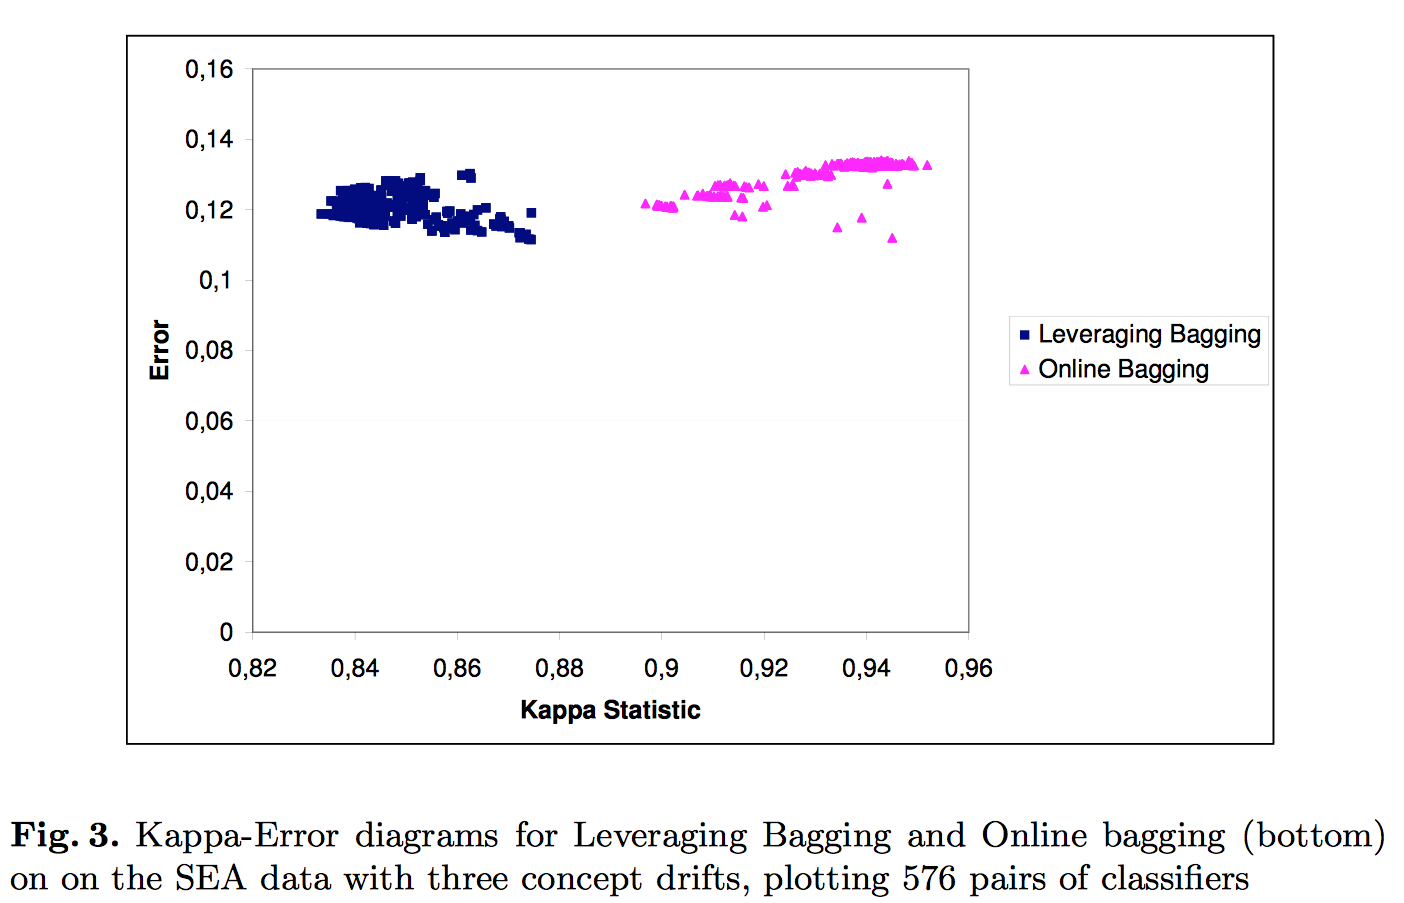 0,16
0,14
0,12
0,1
0,08
0,06
0,04
0,02
0
Error
0,82 0,84 0,86 0,88 0,9 0,92 0,94 0,96
Kappa Statistic
Leveraging Bagging
Online Bagging
Fig. 3. Kappa-Error diagrams for Leveraging Bagging and Online bagging (bottom)
on on the SEA data with three concept drifts, plotting 576 pairs of classifiers